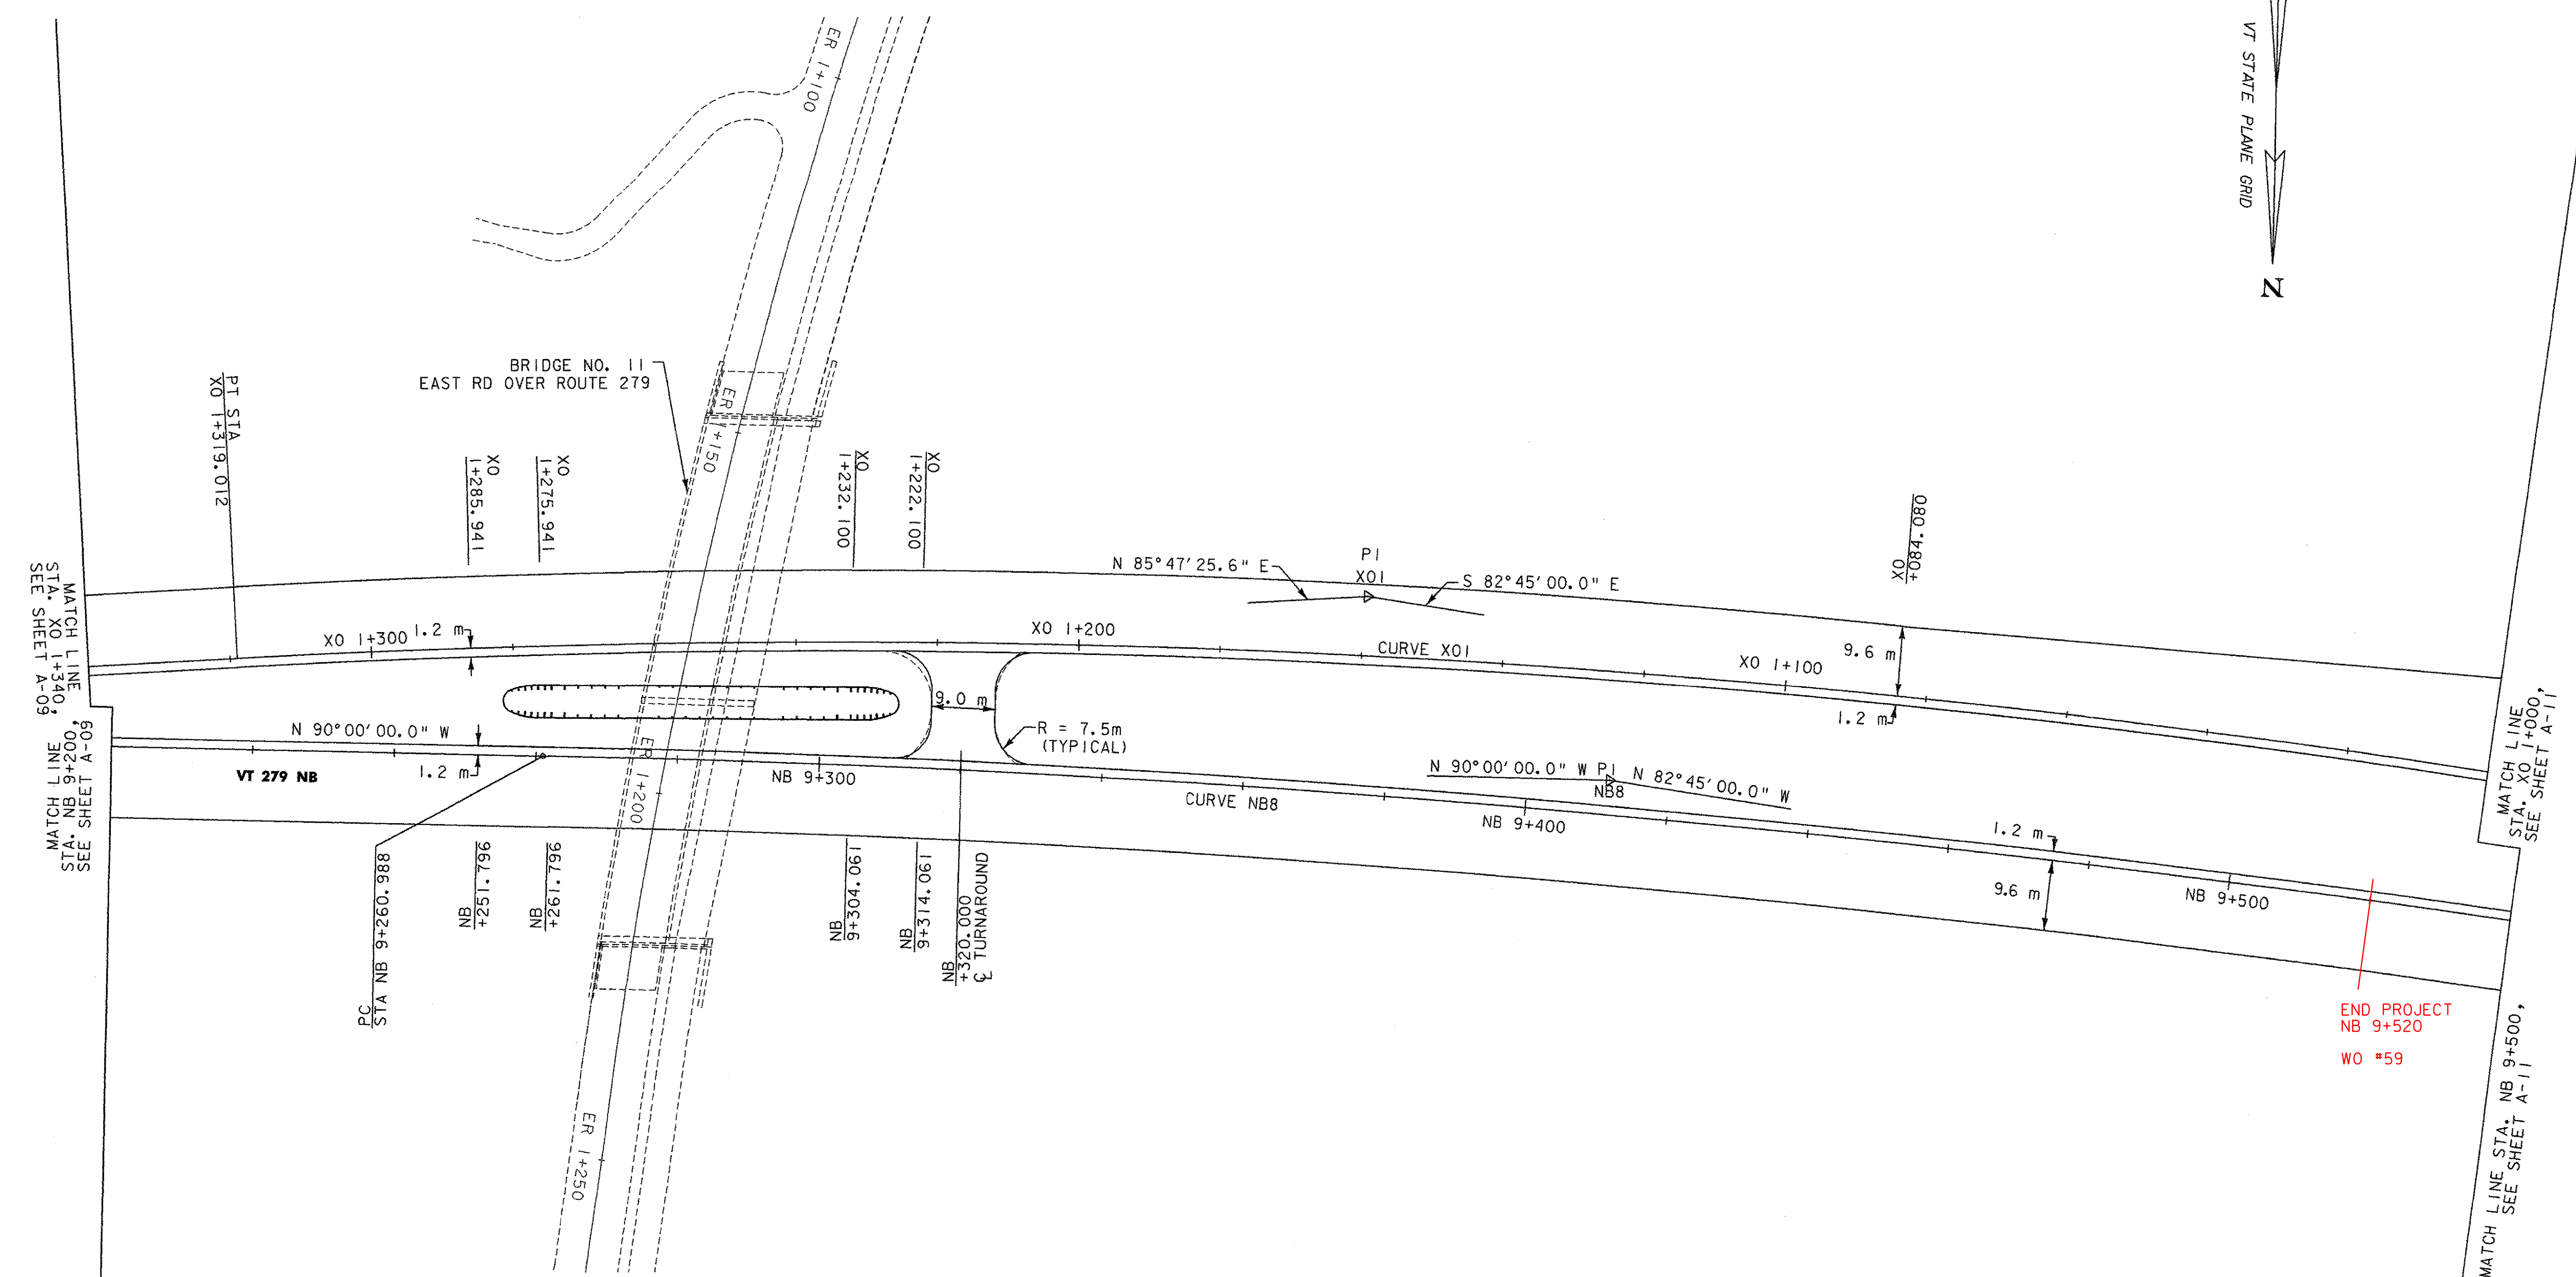 VT STATE PLANE GRID
N
ER 1+100
BRIDGE NO. 11
EAST RD OVER ROUTE 279
ER 1+150
PT STA
XO 1+319.012
XO
1+285.941
XO
1+275.941
XO
1+232.100
XO
1+222.100
XO
+084.080
N 85°47'25.6" E
PI
XO1
S 82°45'00.0" E
MATCH LINE
STA. XO 1+340,
SEE SHEET A-09
XO 1+300
1.2 m
XO 1+200
CURVE XO1
XO 1+100
9.6 m
1.2 m
9.0 m
R = 7.5m
(TYPICAL)
MATCH LINE
STA. XO 1+000,
SEE SHEET A-11
MATCH LINE
STA. NB 9+200,
SEE SHEET A-09
N 90°00'00.0" W
VT 279 NB
1.2 m
ER 1+200
NB 9+300
CURVE NB8
N 90°00'00.0" W
PI
NB8
N 82°45'00.0" W
NB 9+400
1.2 m
9.6 m
NB 9+500
PC
STA NB 9+260.988
NB
+251.796
NB
+261.796
NB
9+304.061
NB
9+314.061
NB
+320.000
℄ TURNAROUND
END PROJECT
NB 9+520
WO #59
ER 1+250
MATCH LINE STA. NB 9+500,
SEE SHEET A-11